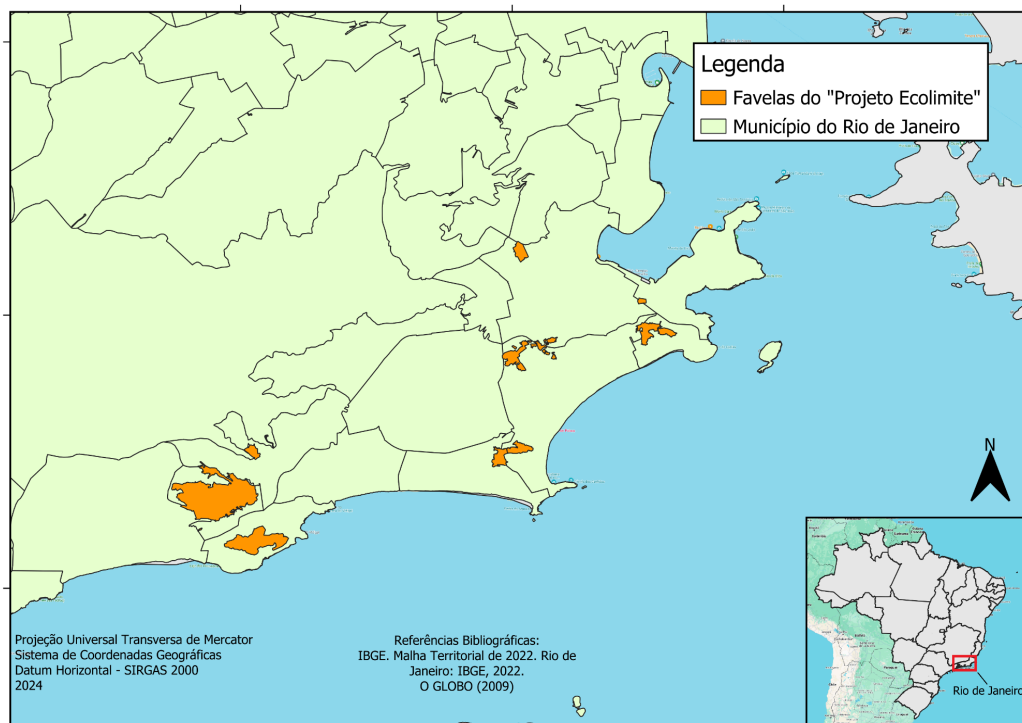 Legenda
Favelas do "Projeto Ecolimite"
Município do Rio de Janeiro
N
Projeção Universal Transversa de Mercator
Sistema de Coordenadas Geográficas
Datum Horizontal - SIRGAS 2000
2024
Referências Bibliográficas:
IBGE. Malha Territorial de 2022. Rio de
Janeiro: IBGE, 2022.
O GLOBO (2009)
Rio de Janeiro